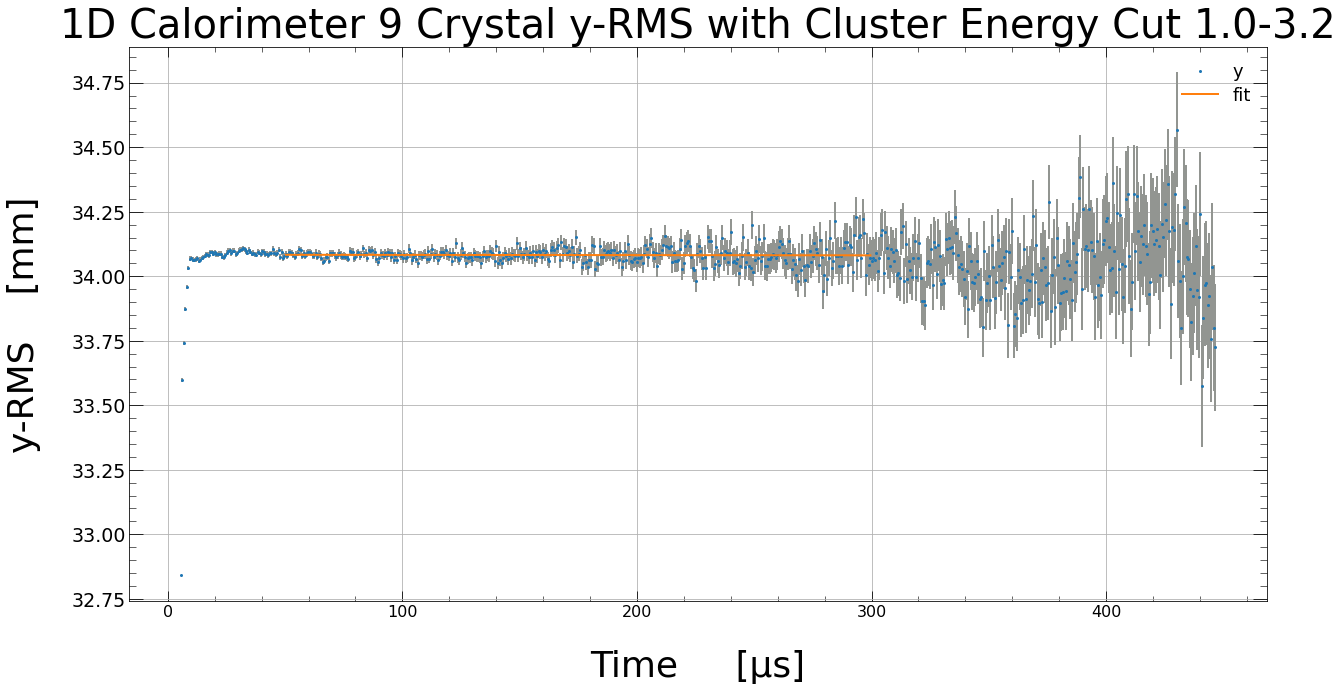 1D Calorimeter 9 Crystal y-RMS with Cluster Energy Cut 1.0-3.2
y
fit
34.75
34.50
34.25
34.00
33.75
33.50
33.25
33.00
32.75
y-RMS [mm]
0 100 200 300 400
Time [µs]